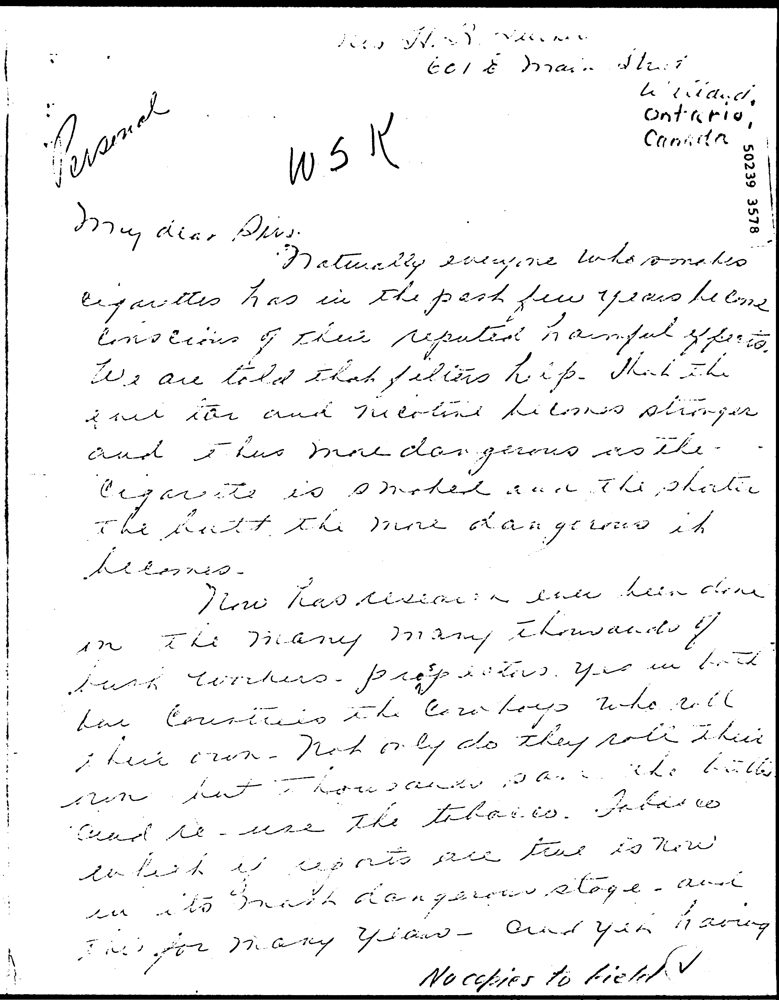 Mrs H. R.
601 E Main Street
Welland,
Ontario,
Canada
Personal
WSK
50239 3578
My dear Sirs.
Naturally everyone who smokes
cigarettes has in the past few years become
conscious of their reputed harmful effects.
We are told that filters help. That the
evil tar and nicotine becomes stronger
and thus more dangerous as the
cigarette is smoked and the shorter
the butt the more dangerous it
becomes.
Now has research ever been done
in the many many thousands of
bush workers - prospectors. yes in both
our Countries the Cowboys who roll
their own - Not only do they roll their
own but thousands save the butts
and re-use the tobacco. Tobacco
which if reports are true is now
in its most dangerous stage - and
this for many years - and yet having
No copies to field